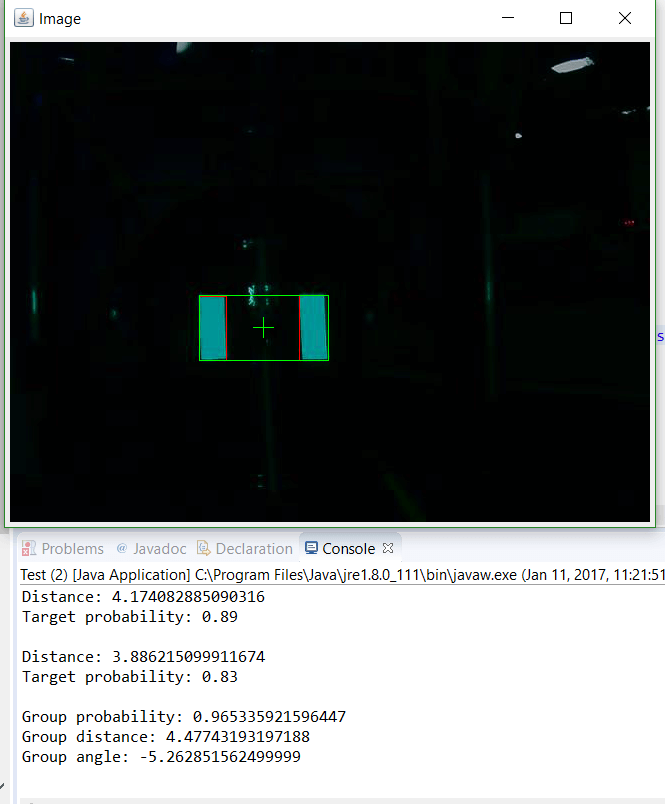 Image
s
Problems @ Javadoc Declaration Console
Test (2) [Java Application] C:\Program Files\Java\jre1.8.0_111\bin\javaw.exe (Jan 11, 2017, 11:21:51
Distance: 4.174082885090316
Target probability: 0.89
Distance: 3.886215099911674
Target probability: 0.83
Group probability: 0.965335921596447
Group distance: 4.47743193197188
Group angle: -5.262851562499999